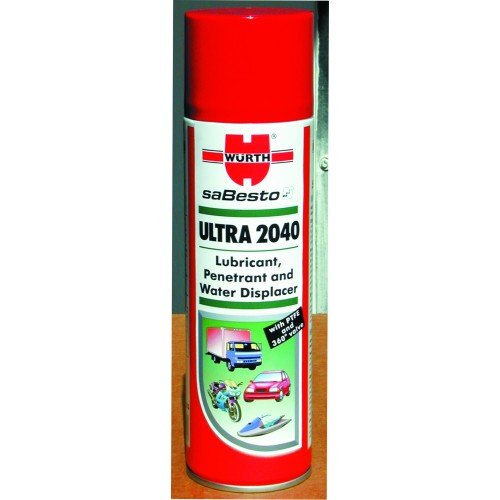 WÜRTH
®
saBesto
ULTRA 2040
Lubricant,
Penetrant and
Water Displacer
with PTFE
and
360° valve